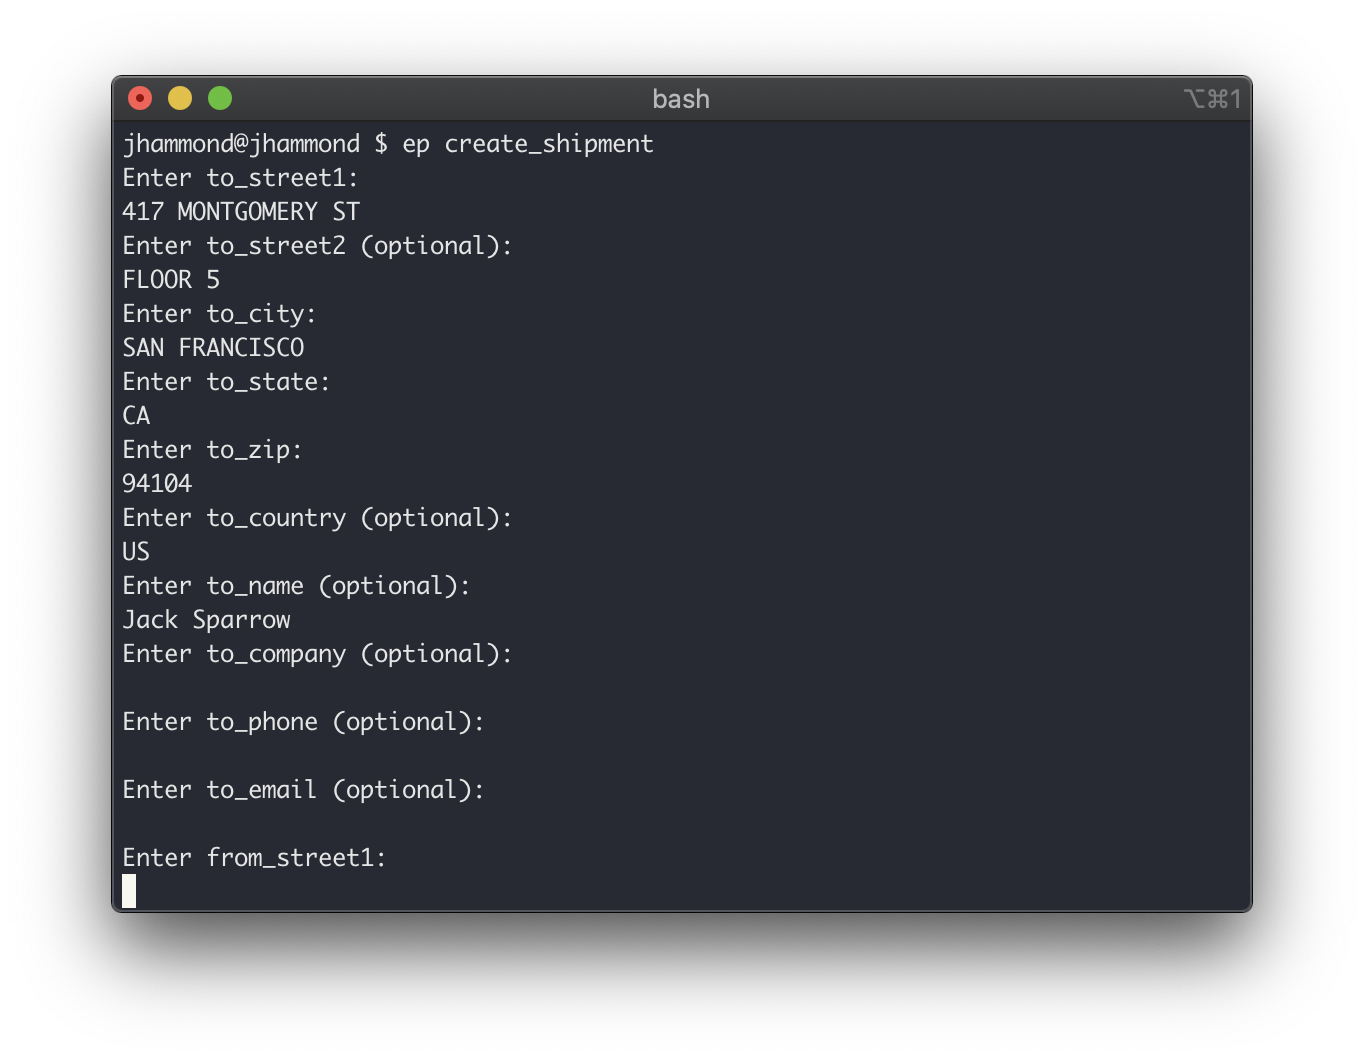 bash
⌥⌘1
jhammond@jhammond $ ep create_shipment
Enter to_street1:
417 MONTGOMERY ST
Enter to_street2 (optional):
FLOOR 5
Enter to_city:
SAN FRANCISCO
Enter to_state:
CA
Enter to_zip:
94104
Enter to_country (optional):
US
Enter to_name (optional):
Jack Sparrow
Enter to_company (optional):
Enter to_phone (optional):
Enter to_email (optional):
Enter from_street1: